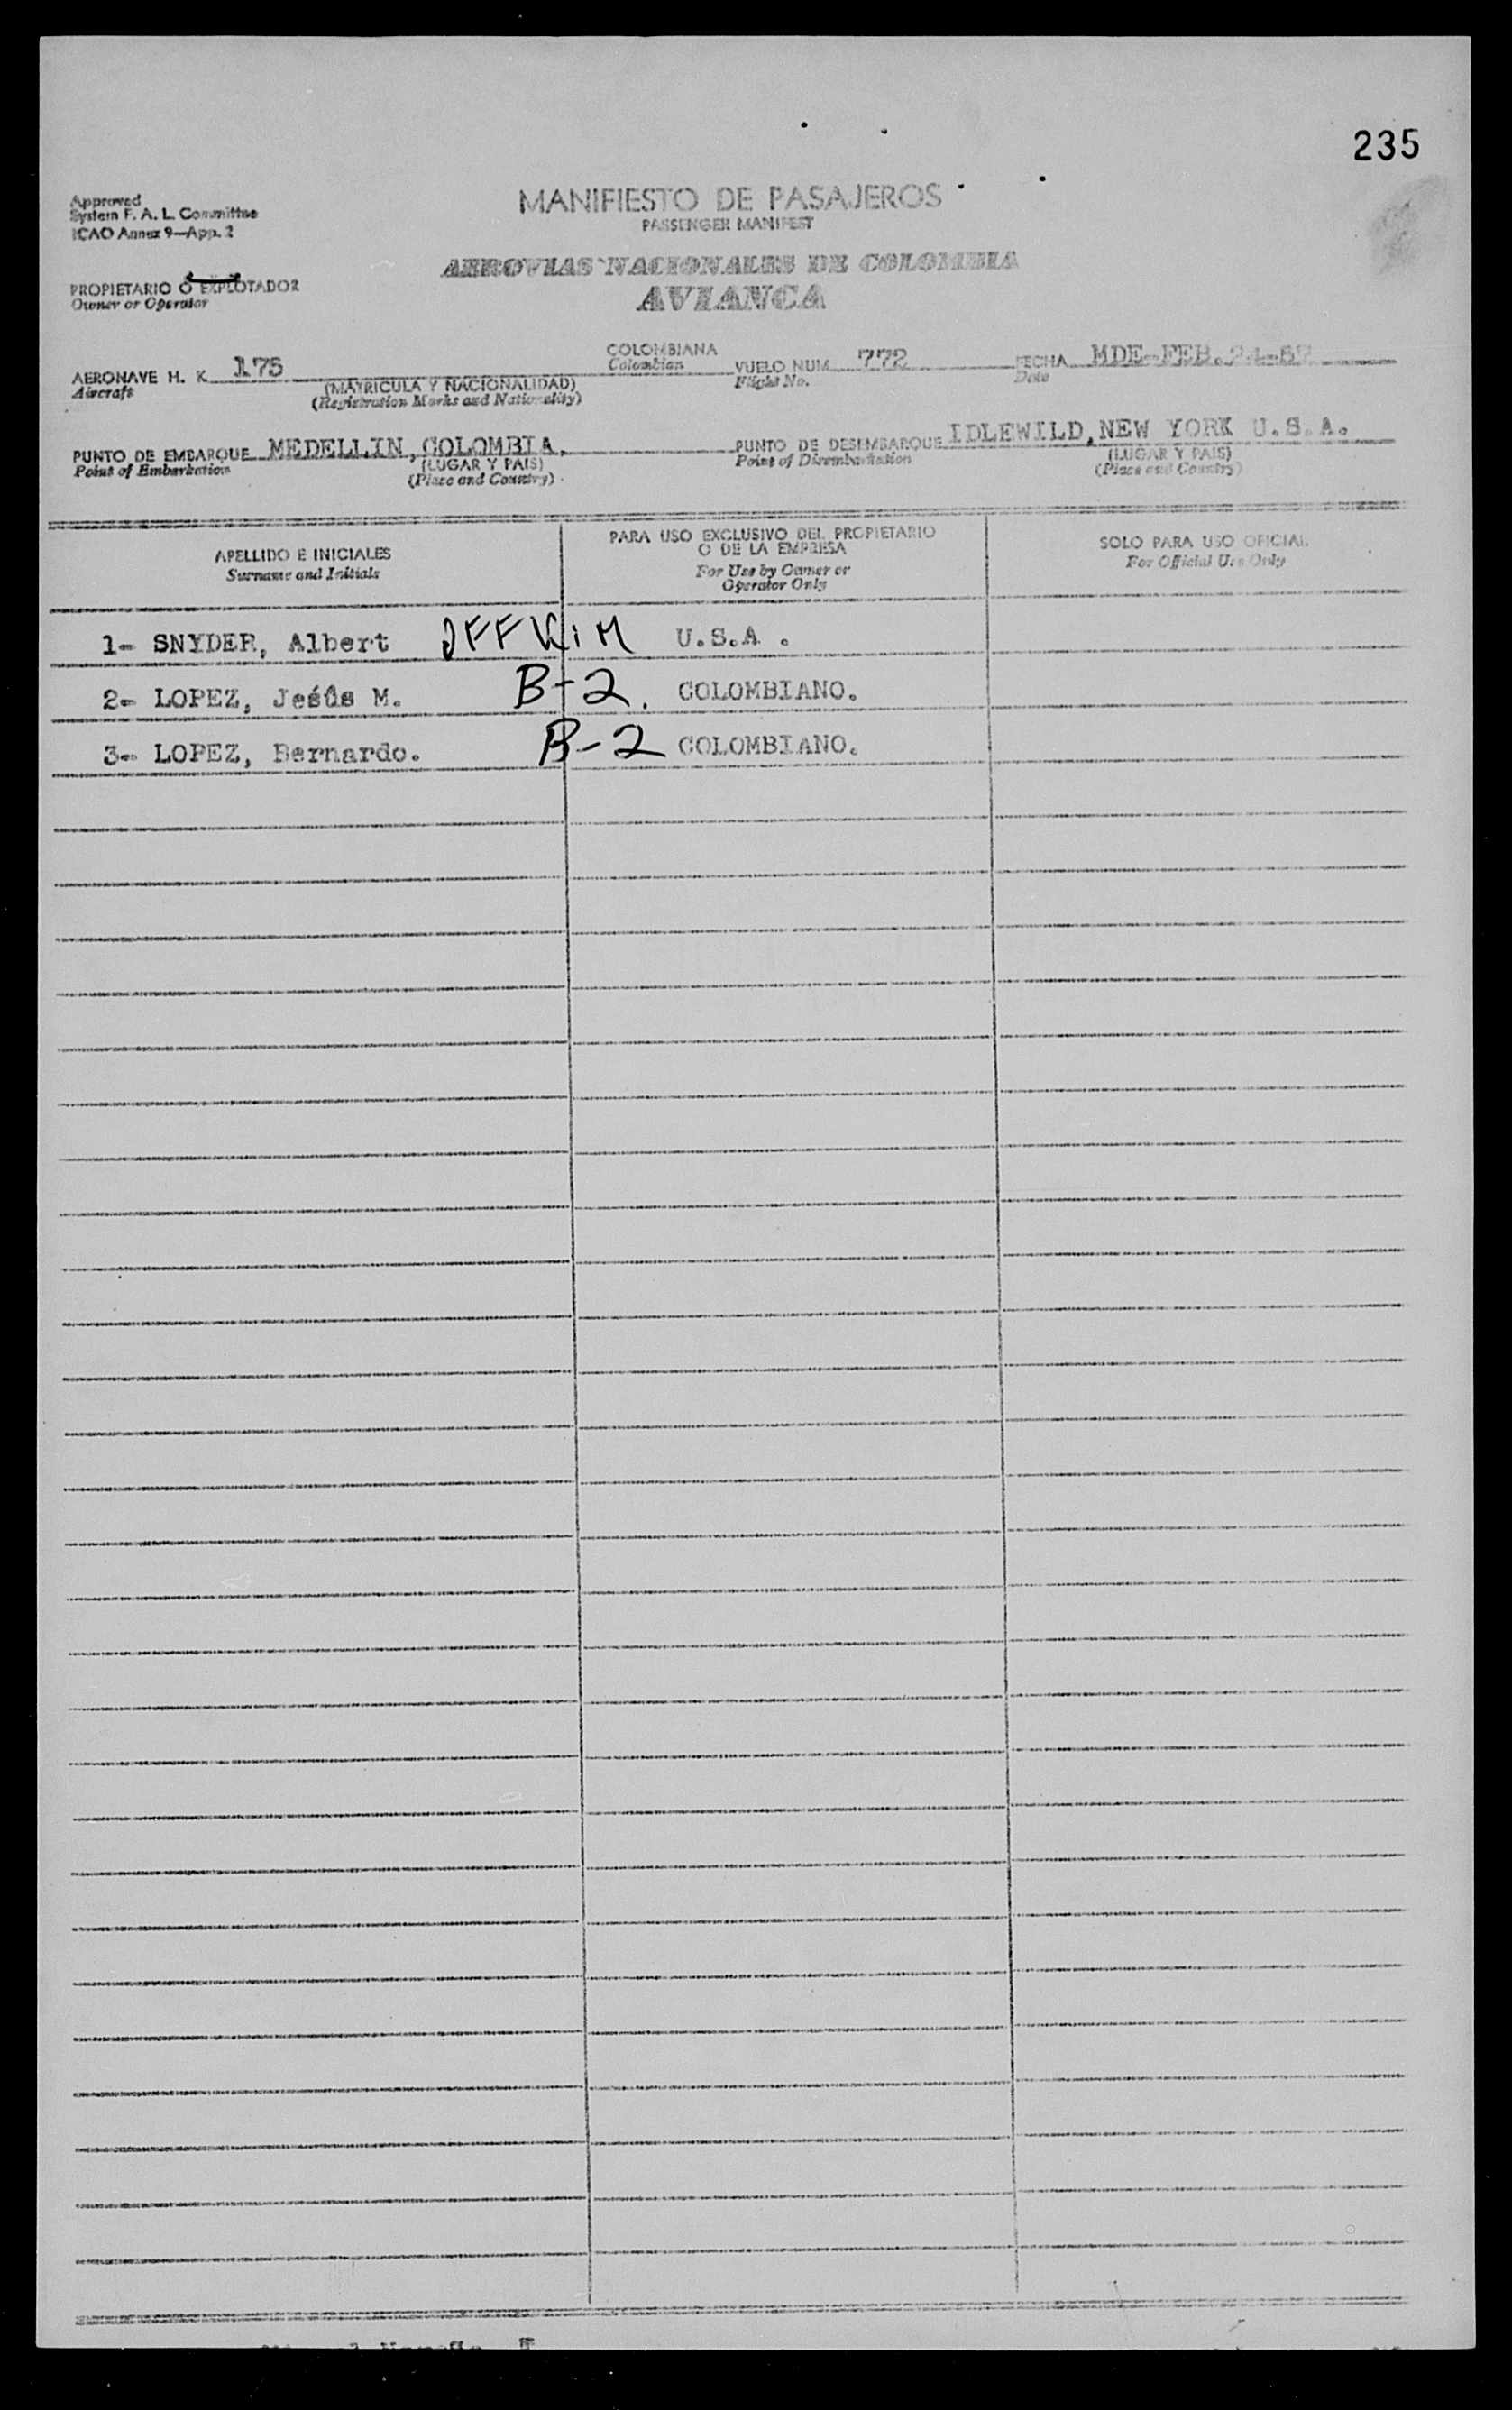 235
Approved
System F. A. L. Committee
ICAO Annex 9—App. 2
MANIFIESTO DE PASAJEROS
PASSENGER MANIFEST
AEROVIAS NACIONALES DE COLOMBIA
AVIANCA
PROPIETARIO O EXPLOTADOR
Owner or Operator
AERONAVE H. K. 175
Aircraft
(MATRICULA Y NACIONALIDAD)
(Registration Marks and Nationality)
COLOMBIANA
Colombian
VUELO NUM. 772
Flight No.
FECHA MDE-FEB.
Date
PUNTO DE EMBARQUE MEDELLIN, COLOMBIA.
Point of Embarkation
(LUGAR Y PAIS)
(Place and Country)
PUNTO DE DESEMBARQUE IDLEWILD, NEW YORK U.S.A.
Point of Disembarkation
(LUGAR Y PAIS)
(Place and Country)
APELLIDO E INICIALES
Surname and Initials
PARA USO EXCLUSIVO DEL PROPIETARIO
O DE LA EMPRESA
For Use by Owner or
Operator Only
SOLO PARA USO OFICIAL
For Official Use Only
1- SNYDER, Albert U.S.A.
2- LOPEZ, Jesús M. B-2. COLOMBIANO.
3- LOPEZ, Bernardo. B-2 COLOMBIANO.